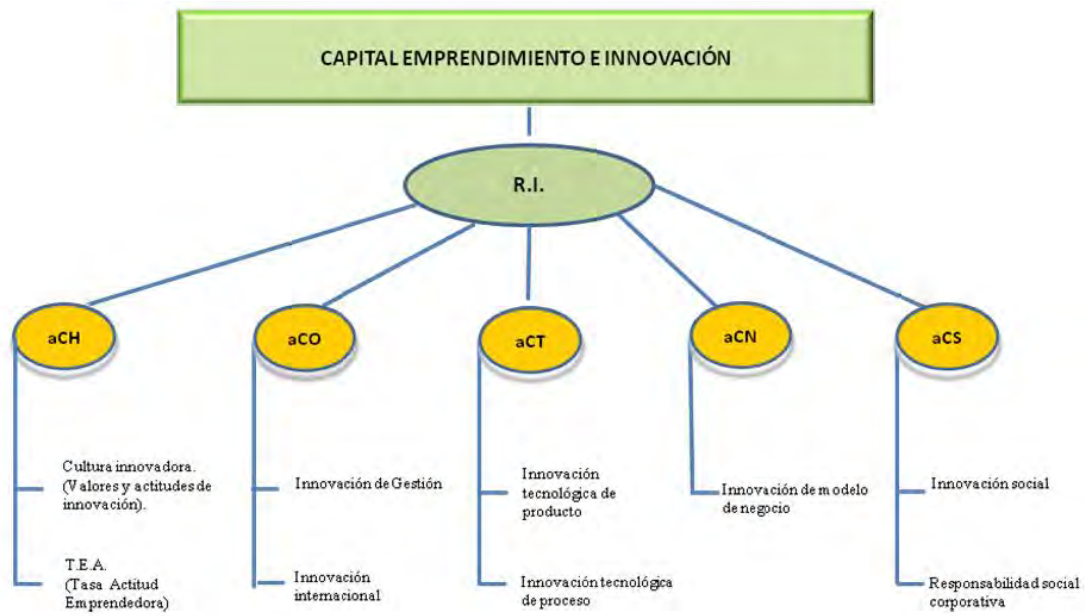 CAPITAL EMPRENDIMIENTO E INNOVACIÓN
R.I.
aCH
aCO
aCT
aCN
aCS
Cultura innovadora.
(Valores y actitudes de
innovación).
T.E.A.
(Tasa Actitud
Emprendedora)
Innovación de Gestión
Innovación
internacional
Innovación
tecnológica de
producto
Innovación tecnológica
de proceso
Innovación de modelo
de negocio
Innovación social
Responsabilidad social
corporativa